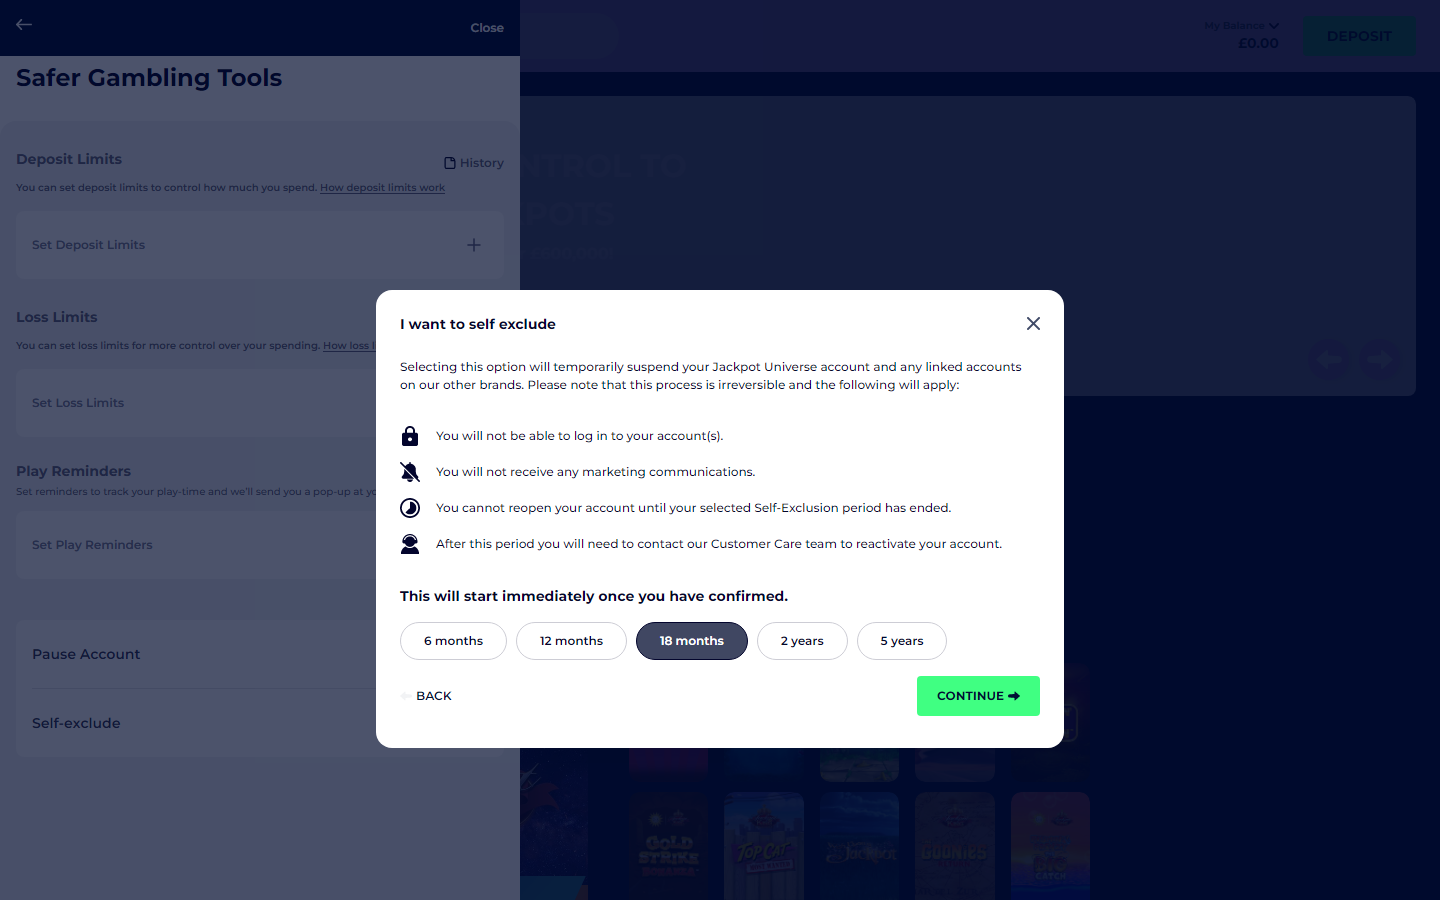 Close
My Balance
£0.00
DEPOSIT
Safer Gambling Tools
Deposit Limits
History
You can set deposit limits to control how much you spend. How deposit limits work
Set Deposit Limits
Loss Limits
You can set loss limits for more control over your spending. How loss
Set Loss Limits
Play Reminders
Set reminders to track your play-time and we'll send you a pop-up at
Set Play Reminders
Pause Account
Self-exclude
POTS
I want to self exclude
Selecting this option will temporarily suspend your Jackpot Universe account and any linked accounts
on our other brands. Please note that this process is irreversible and the following will apply:
You will not be able to log in to your account(s).
You will not receive any marketing communications.
You cannot reopen your account until your selected Self-Exclusion period has ended.
After this period you will need to contact our Customer Care team to reactivate your account.
This will start immediately once you have confirmed.
6 months
12 months
18 months
2 years
5 years
BACK
CONTINUE
GOLD
STRIKE
BONANZA
TOP CAT
GOONIES
BIG
CATCH